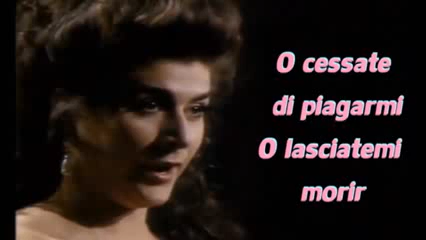 O cessate
di piagarmi
O lasciatemi
morir